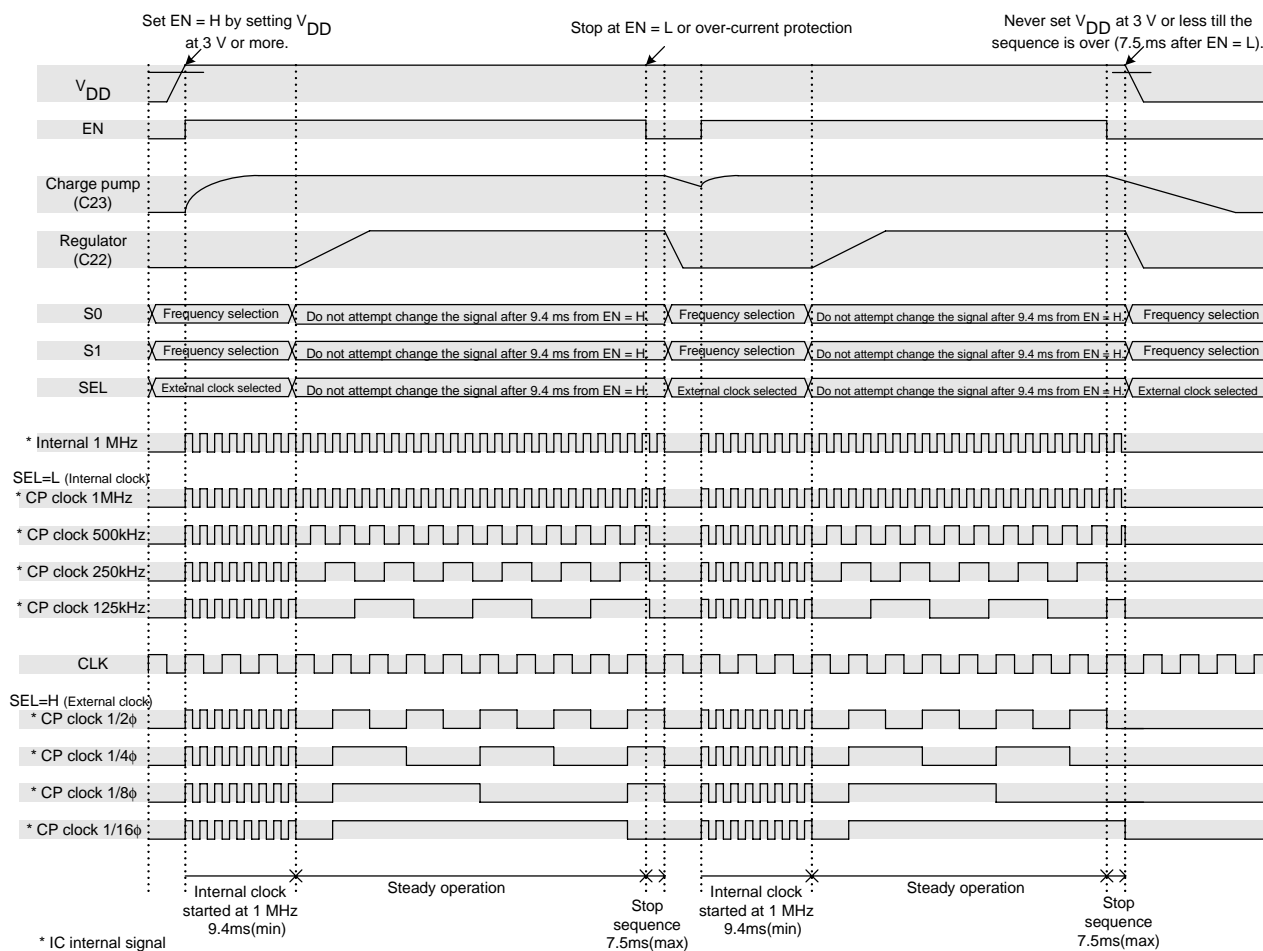 Set EN = H by setting VDD
at 3 V or more.
Stop at EN = L or over-current protection
Never set VDD at 3 V or less till the
sequence is over (7.5 ms after EN = L).
VDD
EN
Charge pump
(C23)
Regulator
(C22)
S0
Frequency selection
Do not attempt change the signal after 9.4 ms from EN = H.
Frequency selection
Do not attempt change the signal after 9.4 ms from EN = H.
Frequency selection
S1
Frequency selection
Do not attempt change the signal after 9.4 ms from EN = H.
Frequency selection
Do not attempt change the signal after 9.4 ms from EN = H.
Frequency selection
SEL
External clock selected
Do not attempt change the signal after 9.4 ms from EN = H.
External clock selected
Do not attempt change the signal after 9.4 ms from EN = H.
External clock selected
* Internal 1 MHz
SEL=L (Internal clock)
* CP clock 1MHz
* CP clock 500kHz
* CP clock 250kHz
* CP clock 125kHz
CLK
SEL=H (External clock)
* CP clock 1/2ϕ
* CP clock 1/4ϕ
* CP clock 1/8ϕ
* CP clock 1/16ϕ
Internal clock
started at 1 MHz
9.4ms(min)
Steady operation
Stop
sequence
7.5ms(max)
Internal clock
started at 1 MHz
9.4ms(min)
Steady operation
Stop
sequence
7.5ms(max)
* IC internal signal